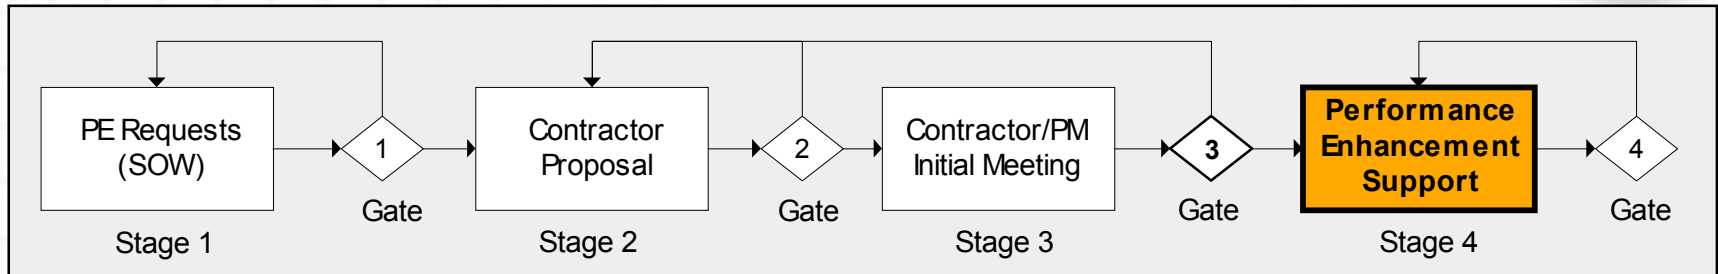 PE Requests
(SOW)
1
Gate
Stage 1
Contractor
Proposal
2
Gate
Stage 2
Contractor/PM
Initial Meeting
3
Gate
Stage 3
Performance
Enhancement
Support
4
Gate
Stage 4